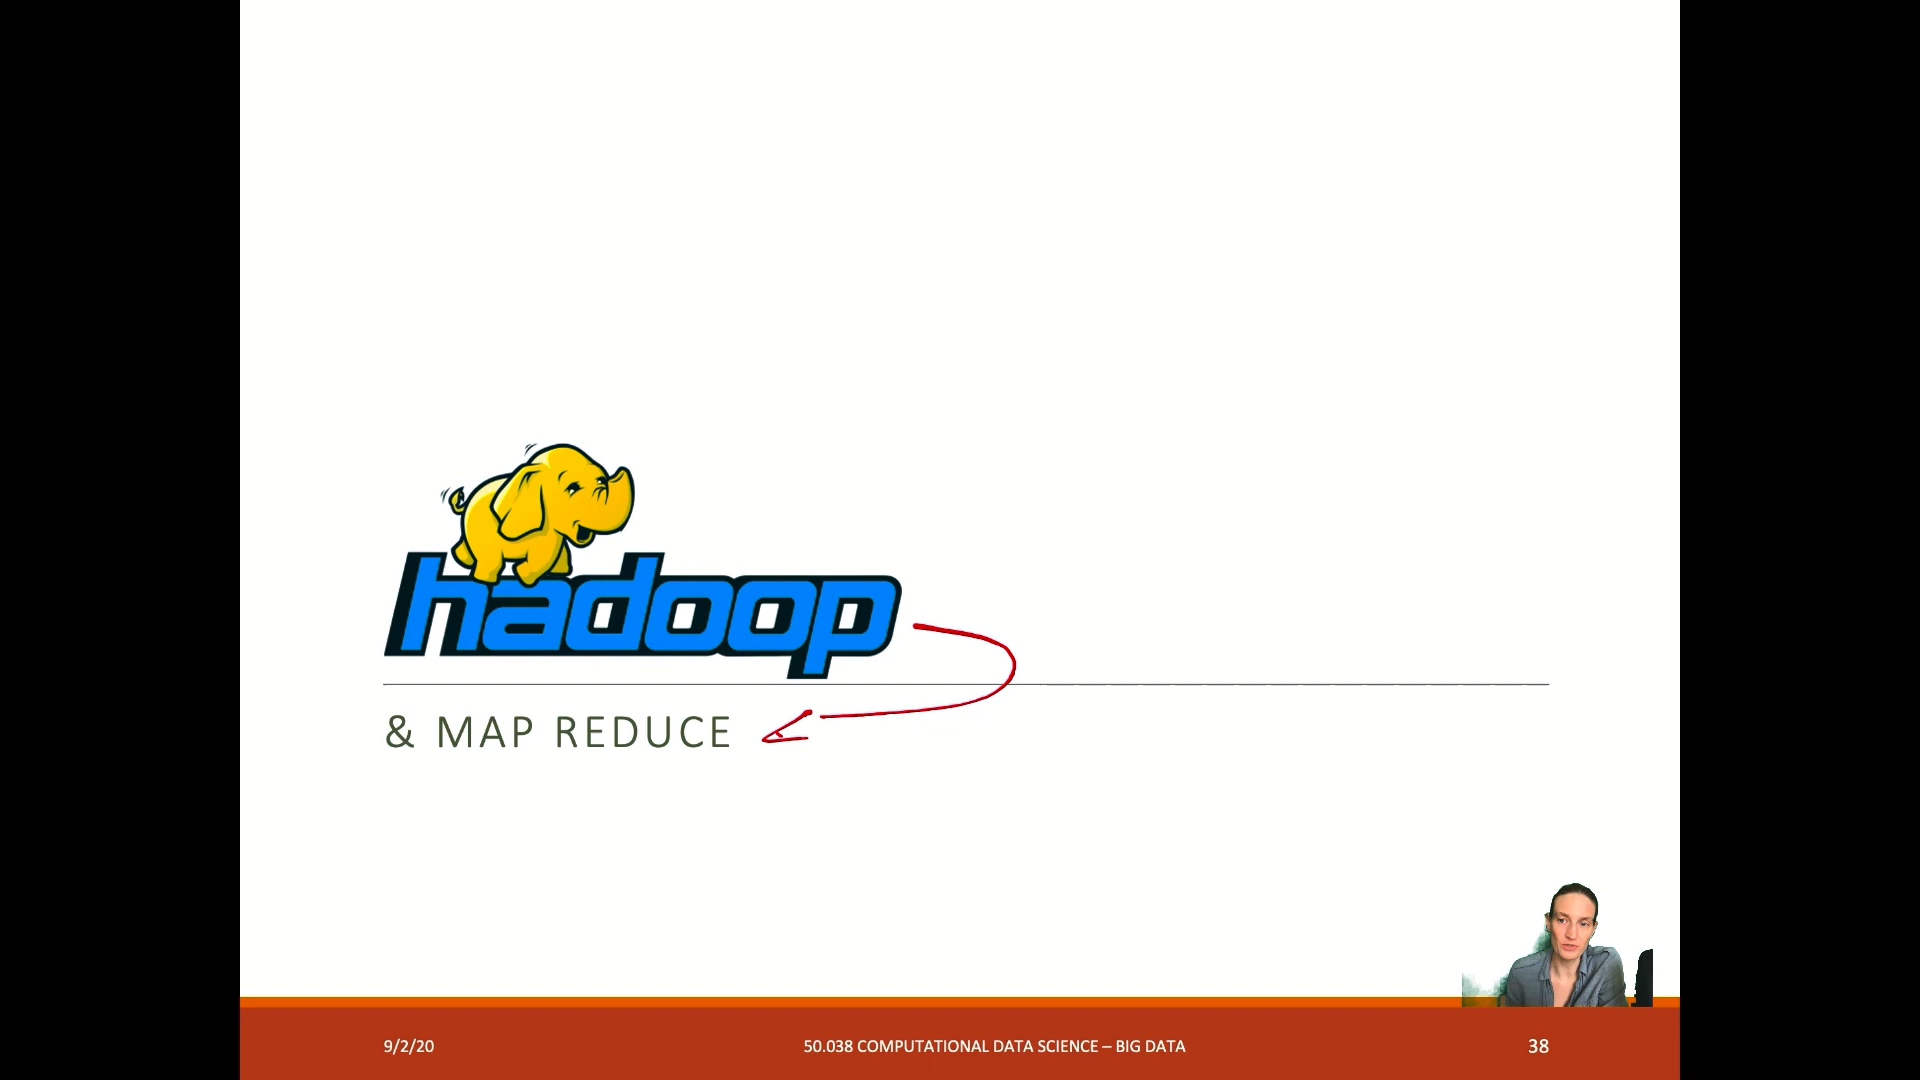 hadoop
& MAP REDUCE
9/2/20
50.038 COMPUTATIONAL DATA SCIENCE – BIG DATA
38